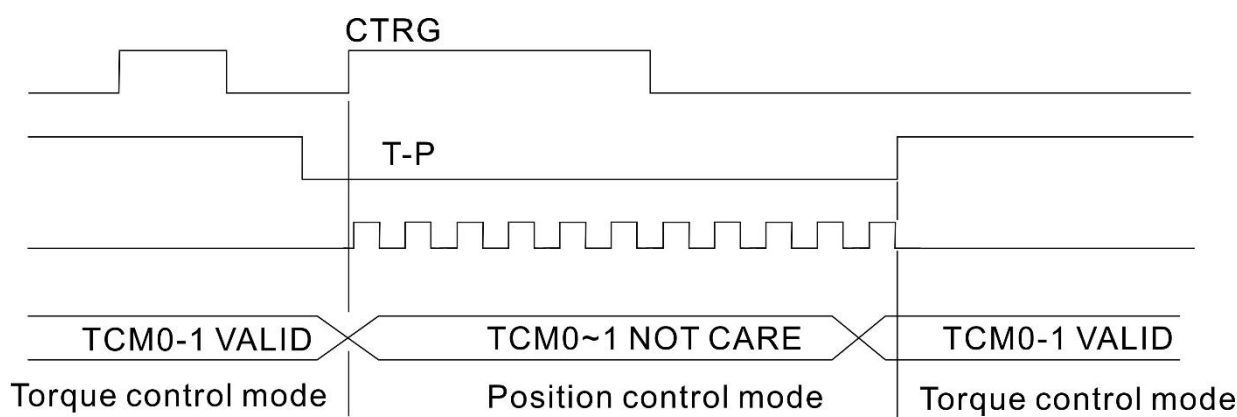 CTRG
T-P
TCM0-1 VALID TCM0~1 NOT CARE TCM0-1 VALID
Torque control mode Position control mode Torque control mode